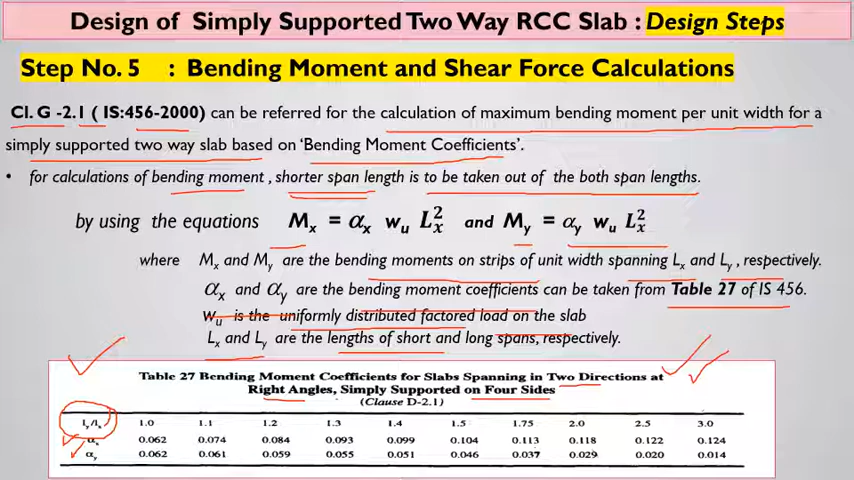 Design of Simply Supported Two Way RCC Slab : Design Steps
Step No. 5 : Bending Moment and Shear Force Calculations
Cl. G -2.1 ( IS:456-2000) can be referred for the calculation of maximum bending moment per unit width for a
simply supported two way slab based on 'Bending Moment Coefficients'.
• for calculations of bending moment , shorter span length is to be taken out of the both span lengths.
by using the equations Mₓ = αₓ wᵤ Lₓ² and Mᵧ = αᵧ wᵤ Lₓ²
where Mₓ and Mᵧ are the bending moments on strips of unit width spanning Lₓ and Lᵧ , respectively.
αₓ and αᵧ are the bending moment coefficients can be taken from Table 27 of IS 456.
wᵤ is the uniformly distributed factored load on the slab
Lₓ and Lᵧ are the lengths of short and long spans, respectively.
Table 27 Bending Moment Coefficients for Slabs Spanning in Two Directions at
Right Angles, Simply Supported on Four Sides
(Clause D-2.1)
lᵧ/lₓ 1.0 1.1 1.2 1.3 1.4 1.5 1.75 2.0 2.5 3.0
αₓ 0.062 0.074 0.084 0.093 0.099 0.104 0.113 0.118 0.122 0.124
αᵧ 0.062 0.061 0.059 0.055 0.051 0.046 0.037 0.029 0.020 0.014